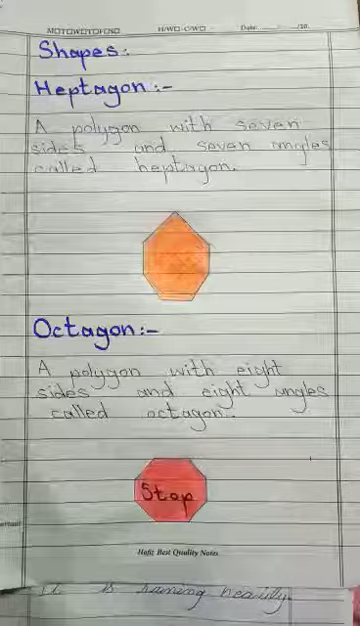 Shapes:
Heptagon:-
A polygon with seven
sides and seven angles
called heptagon.
Octagon:-
A polygon with eight
sides and eight angles
called octagon.
Stop
Hafiz Best Quality Notes
It is raining heavily.